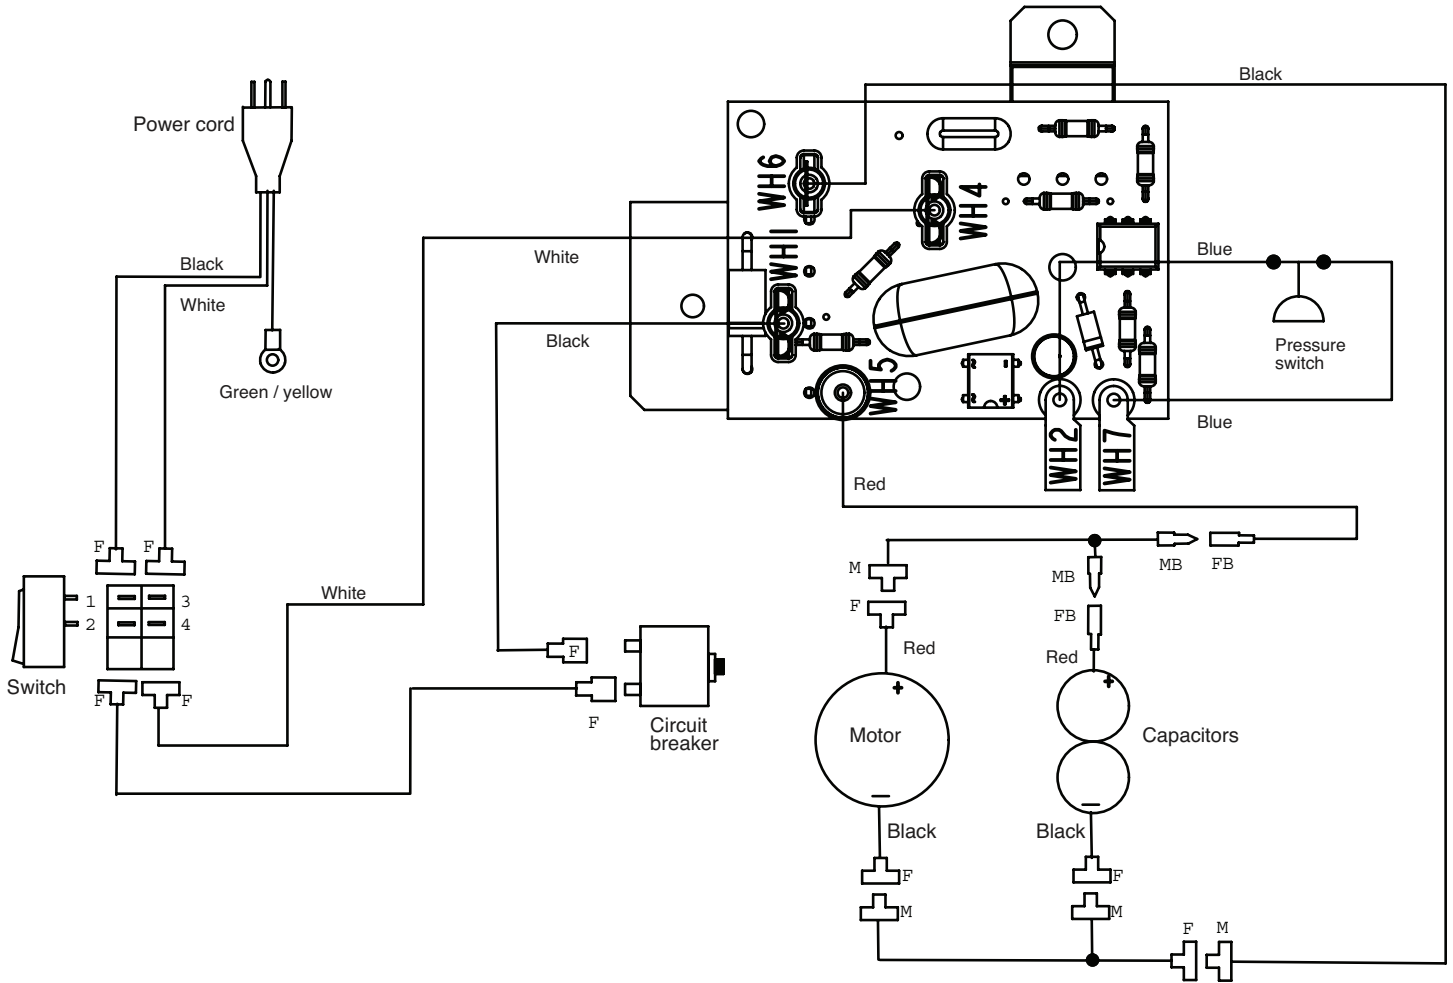 Black
Power cord
WH6
WH4
WH1
White
Black
Blue
White
Black
Pressure
switch
Green / yellow
WH5
- +
Blue
WH2
WH7
Red
F F
MB FB
M
MB
F
FB
1 3
2 4
White
Red
Red
F
Switch
F F
F
Circuit
breaker
+
Motor
-
+
Capacitors
-
Black
Black
F
F
M
M
F M